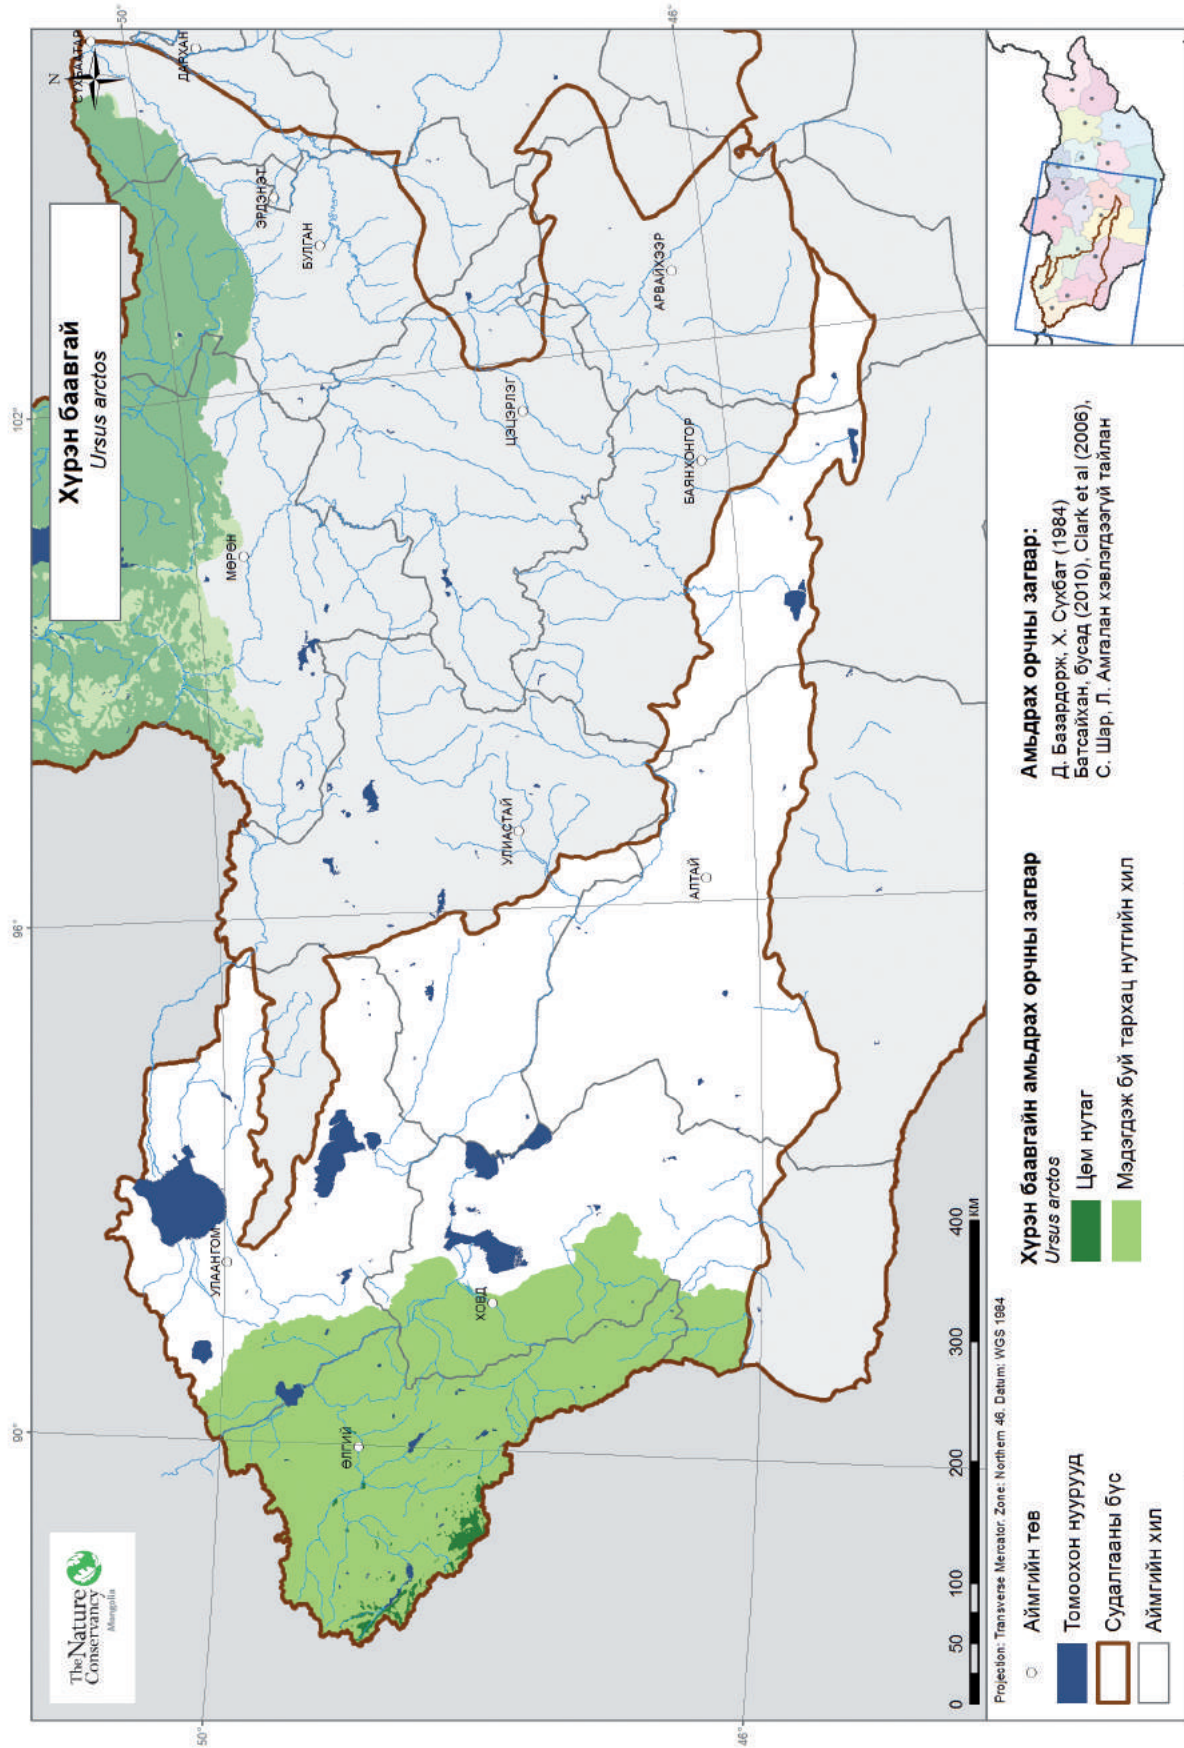 Хүрэн баавгай
Ursus arctos
The Nature
Conservancy
Mongolia
N
90°
96°
102°
50°
46°
50°
46°
СҮХБААТАР
ДАРХАН
ЭРДЭНЭТ
БУЛГАН
МӨРӨН
ЦЭЦЭРЛЭГ
АРВАЙХЭЭР
БАЯНХОНГОР
УЛИАСТАЙ
АЛТАЙ
УЛААНГОМ
ХОВД
ӨЛГИЙ
0 50 100 200 300 400
КМ
Projection: Transverse Mercator. Zone: Northern 46. Datum: WGS 1984
Аймгийн төв
Томоохон нуурууд
Судалгааны бүс
Аймгийн хил
Хүрэн баавгайн амьдрах орчны загвар
Ursus arctos
Цөм нутаг
Мэдэгдэж буй тархац нутгийн хил
Амьдрах орчны загвар:
Д. Базардорж, Х. Сүхбат (1984)
Батсайхан, бусад (2010), Clark et al (2006),
С. Шар, Л. Амгалан хэвлэгдээгүй тайлан